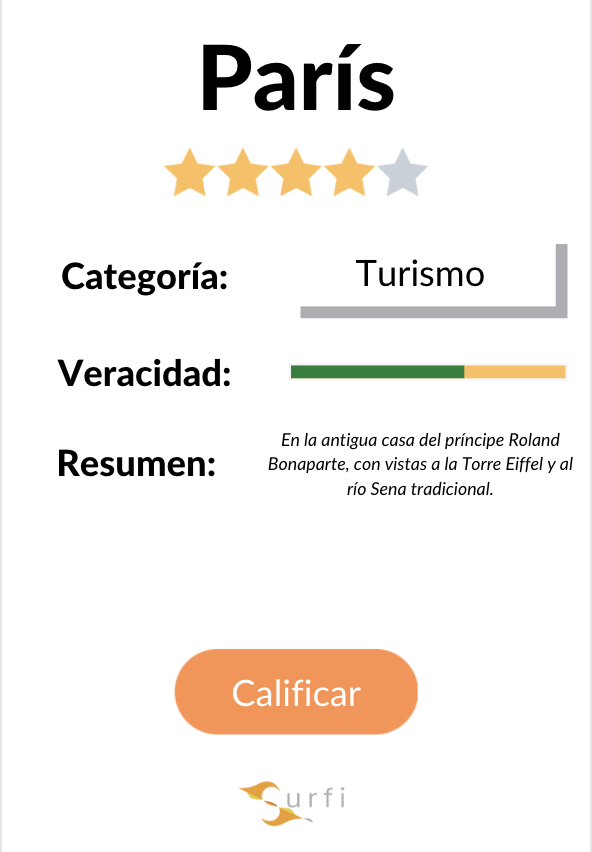 París
Categoría:
Turismo
Veracidad:
Resumen:
En la antigua casa del príncipe Roland
Bonaparte, con vistas a la Torre Eiffel y al
río Sena tradicional.
Calificar
Surfi